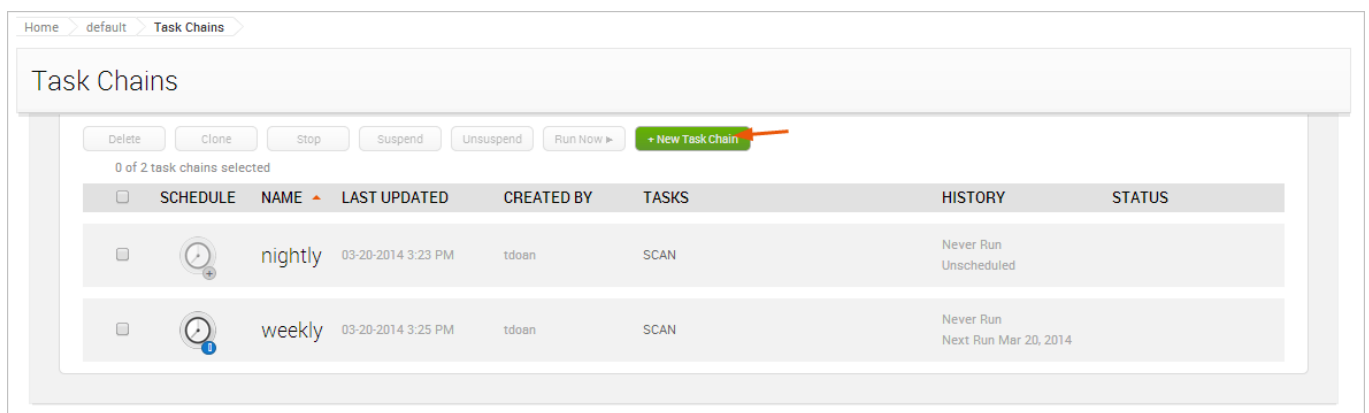 Home default Task Chains
Task Chains
Delete Clone Stop Suspend Unsuspend Run Now ► + New Task Chain
0 of 2 task chains selected
SCHEDULE NAME ▲ LAST UPDATED CREATED BY TASKS HISTORY STATUS
nightly 03-20-2014 3:23 PM tdoan SCAN Never Run
Unscheduled
weekly 03-20-2014 3:25 PM tdoan SCAN Never Run
Next Run Mar 20, 2014